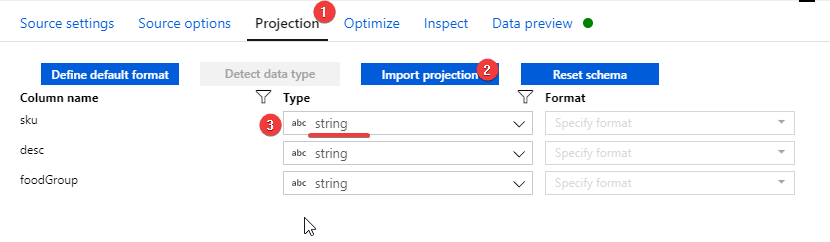 1
Source settings Source options Projection Optimize Inspect Data preview
Define default format Detect data type Import projection 2 Reset schema
Column name Type Format
sku 3 abc string Specify format
desc abc string Specify format
foodGroup abc string Specify format